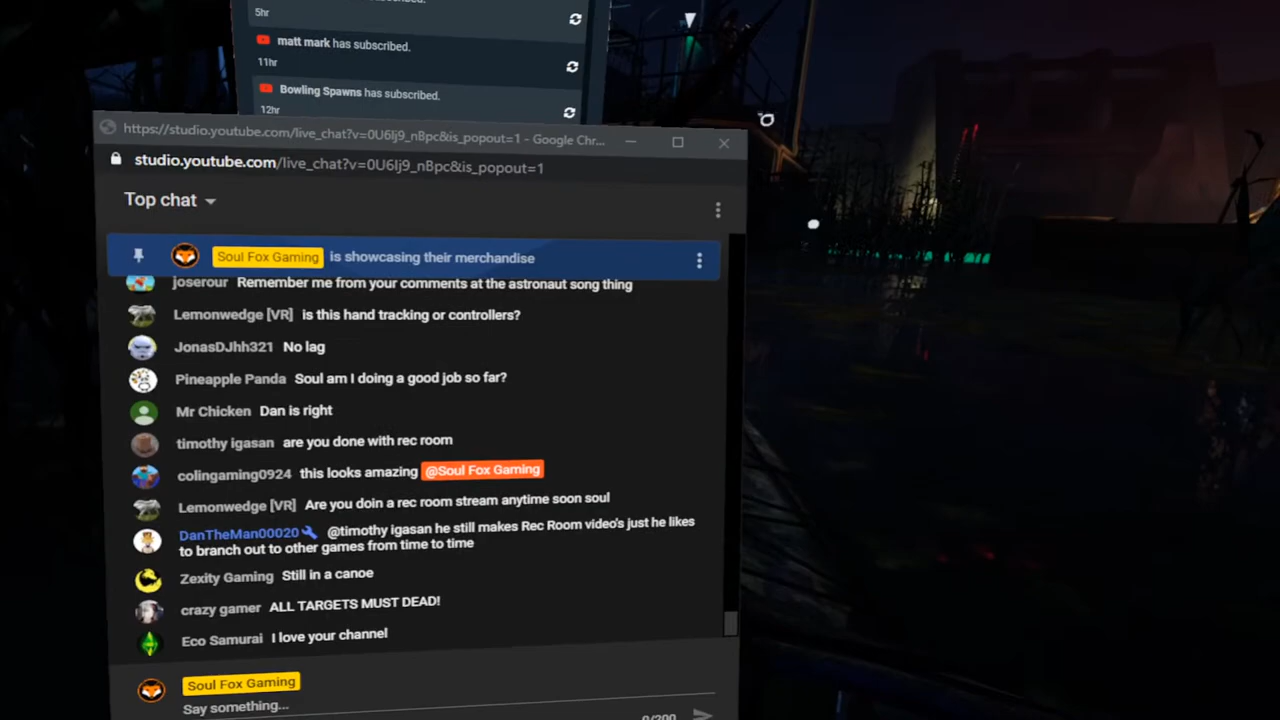 5hr
matt mark has subscribed.
11hr
Bowling Spawns has subscribed.
12hr
https://studio.youtube.com/live_chat?v=0U6lj9_nBpc&is_popout=1 - Google Chr...
studio.youtube.com/live_chat?v=0U6lj9_nBpc&is_popout=1
Top chat
Soul Fox Gaming is showcasing their merchandise
joserour Remember me from your comments at the astronaut song thing
Lemonwedge [VR] is this hand tracking or controllers?
JonasDJhh321 No lag
Pineapple Panda Soul am I doing a good job so far?
Mr Chicken Dan is right
timothy igasan are you done with rec room
colingaming0924 this looks amazing @Soul Fox Gaming
Lemonwedge [VR] Are you doin a rec room stream anytime soon soul
DanTheMan00020 @timothy igasan he still makes Rec Room video's just he likes
to branch out to other games from time to time
Zexity Gaming Still in a canoe
crazy gamer ALL TARGETS MUST DEAD!
Eco Samurai I love your channel
Soul Fox Gaming
Say something...
0/200